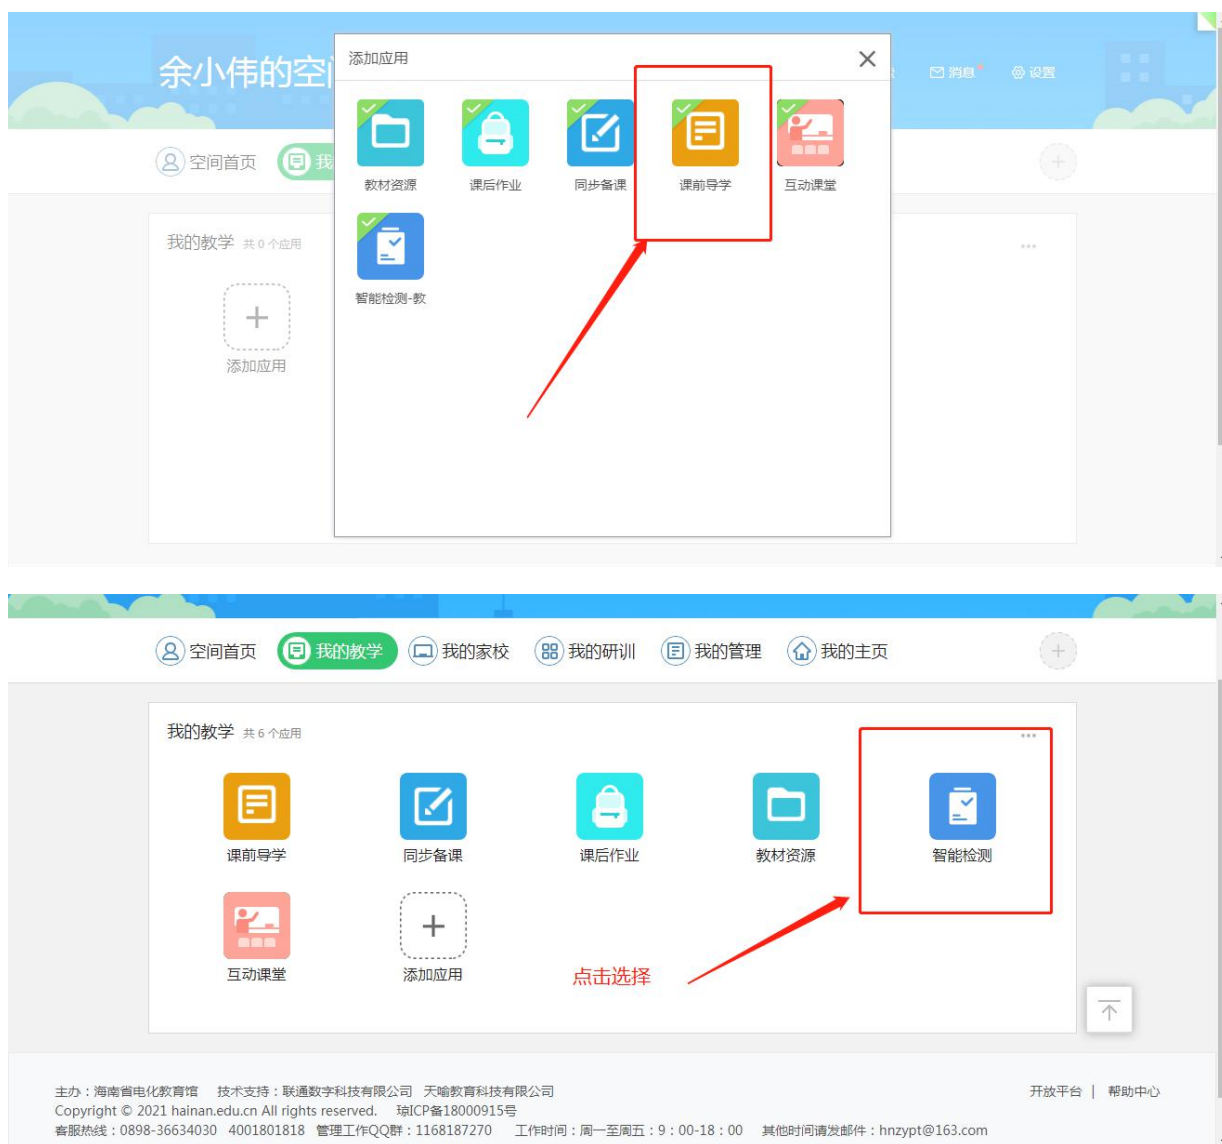 余小伟的空
添加应用
消息
设置
空间首页
我
教材资源
课后作业
同步备课
课前导学
互动课堂
我的教学 共 0 个应用
智能检测-教
添加应用
空间首页
我的教学
我的家校
我的研训
我的管理
我的主页
我的教学 共 6 个应用
课前导学
同步备课
课后作业
教材资源
智能检测
互动课堂
添加应用
点击选择
主办：海南省电化教育馆 技术支持：联通数字科技有限公司 天喻教育科技有限公司
开放平台 | 帮助中心
Copyright © 2021 hainan.edu.cn All rights reserved. 琼ICP备18000915号
客服热线：0898-36634030 4001801818 管理工作QQ群：1168187270 工作时间：周一至周五：9：00-18：00 其他时间请发邮件：hnzypt@163.com